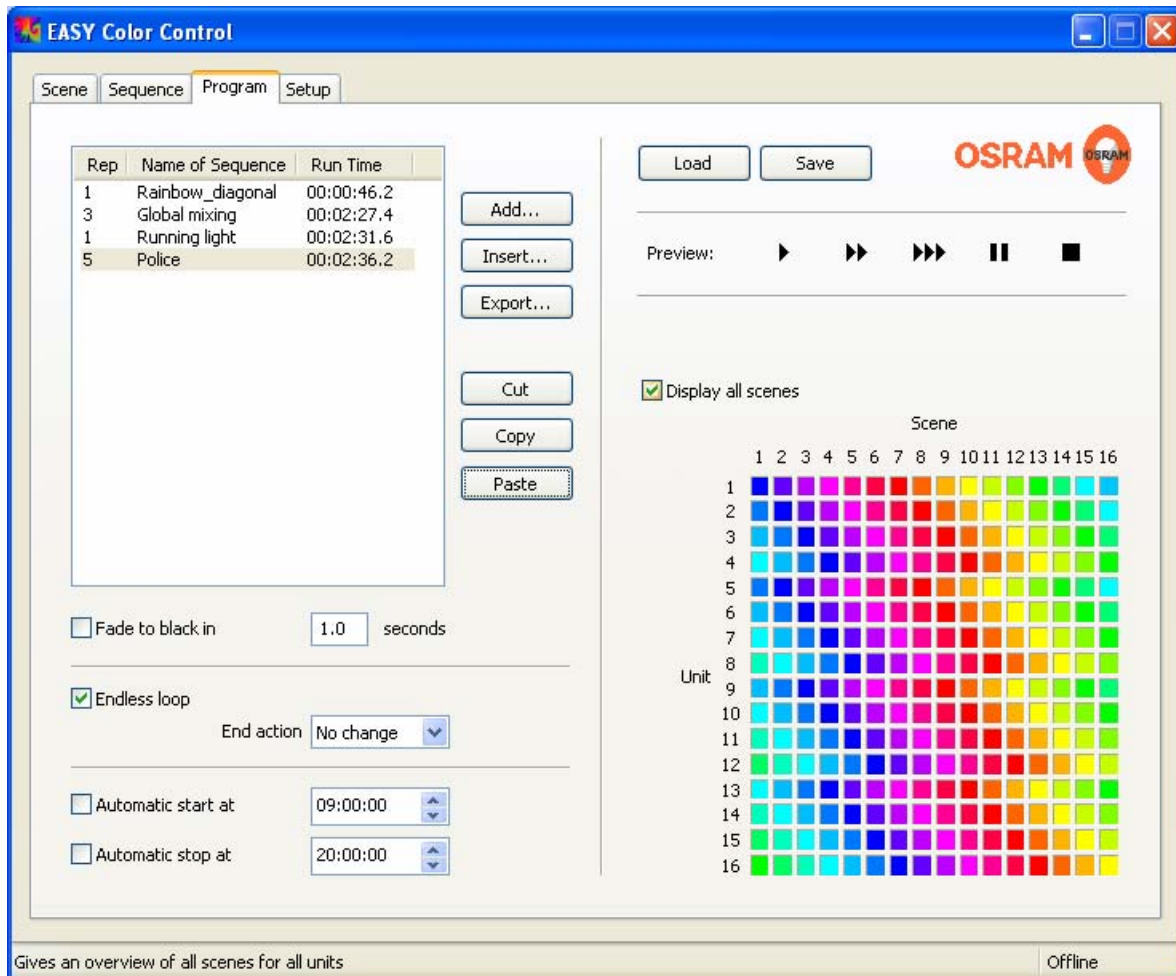 EASY Color Control
Scene Sequence Program Setup
Rep Name of Sequence Run Time
1 Rainbow_diagonal 00:00:46.2
3 Global mixing 00:02:27.4
1 Running light 00:02:31.6
5 Police 00:02:36.2
Add...
Insert...
Export...
Cut
Copy
Paste
Fade to black in 1.0 seconds
Endless loop
End action No change
Automatic start at 09:00:00
Automatic stop at 20:00:00
Load Save
OSRAM OSRAM
Preview:
Display all scenes
Scene
1 2 3 4 5 6 7 8 9 10 11 12 13 14 15 16
Unit
1
2
3
4
5
6
7
8
9
10
11
12
13
14
15
16
Gives an overview of all scenes for all units
Offline